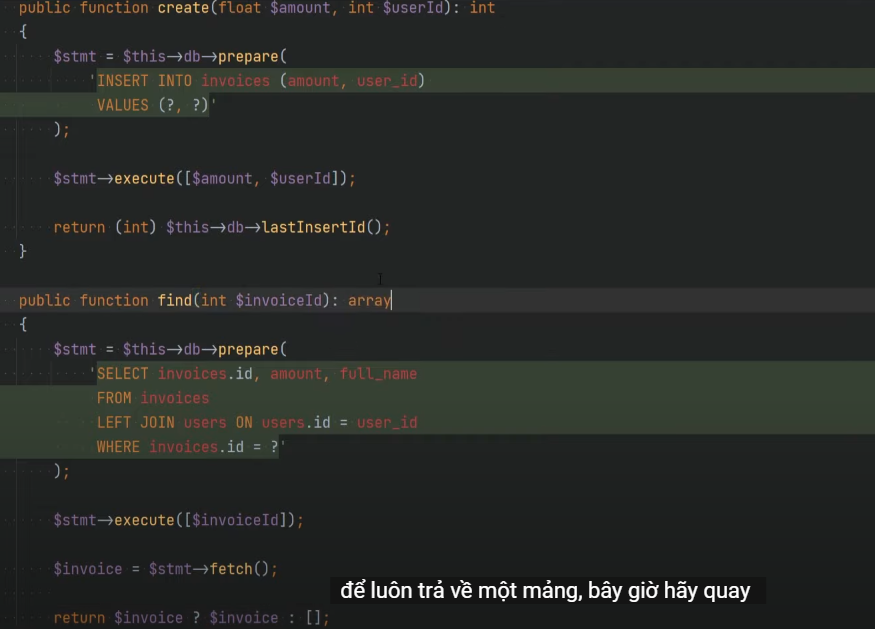 public function create(float $amount, int $userId): int
{
$stmt = $this->db->prepare(
'INSERT INTO invoices (amount, user_id)
VALUES (?, ?)'
);
$stmt->execute([$amount, $userId]);
return (int) $this->db->lastInsertId();
}
public function find(int $invoiceId): array
{
$stmt = $this->db->prepare(
'SELECT invoices.id, amount, full_name
FROM invoices
LEFT JOIN users ON users.id = user_id
WHERE invoices.id = ?'
);
$stmt->execute([$invoiceId]);
$invoice = $stmt->fetch();
để luôn trả về một mảng, bây giờ hãy quay
return $invoice ? $invoice : [];